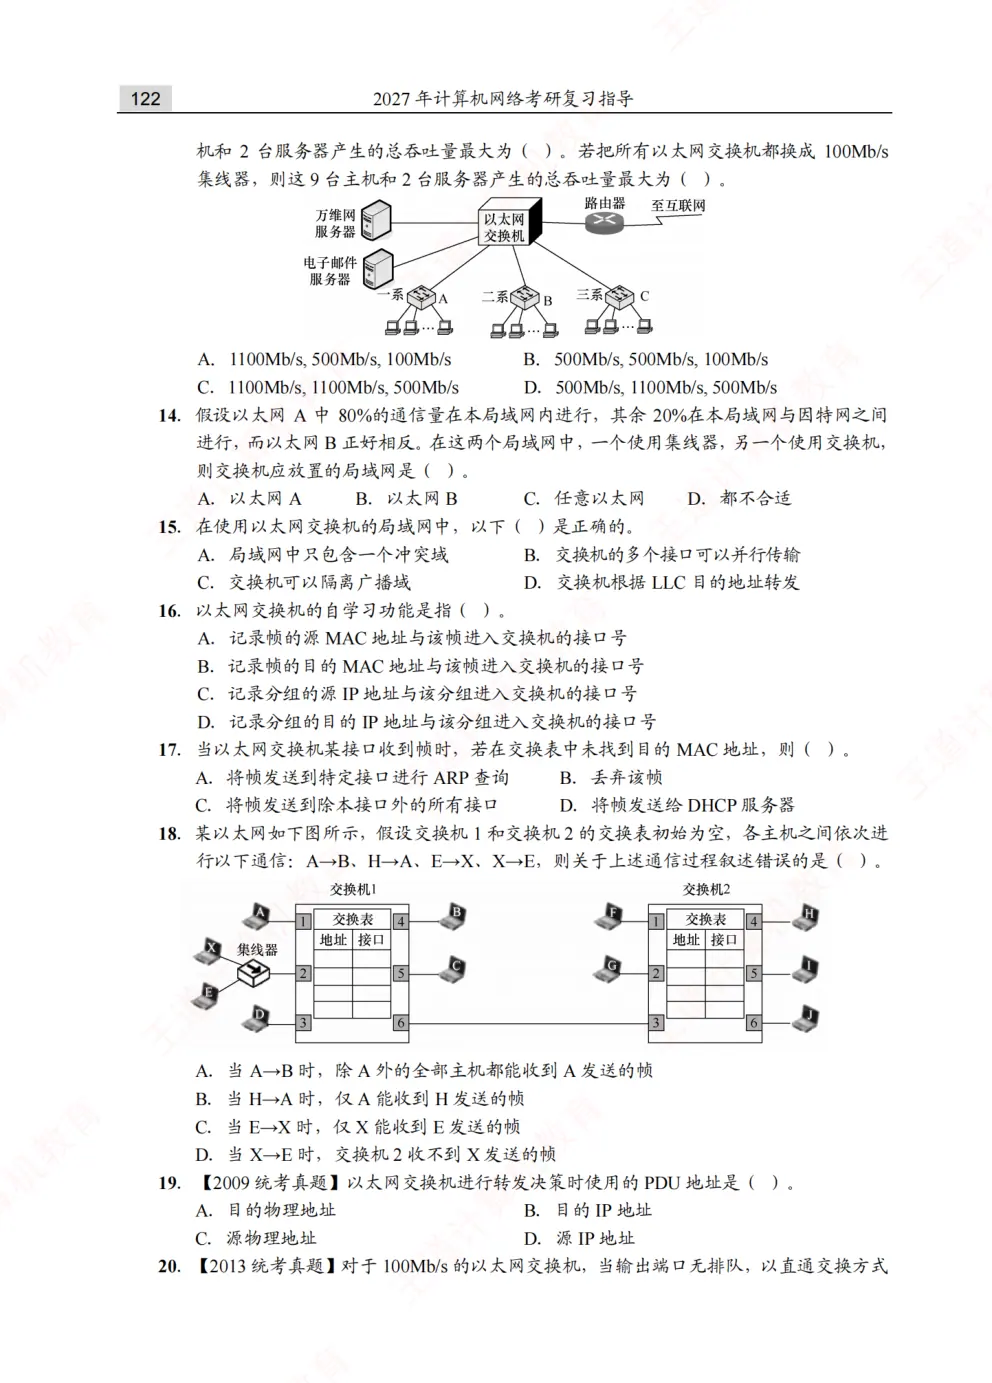 122
2027年计算机网络考研复习指导
机和 2 台服务器产生的总吞吐量最大为（ ）。若把所有以太网交换机都换成 100Mb/s
集线器，则这 9 台主机和 2 台服务器产生的总吞吐量最大为（ ）。
万维网
服务器
以太网
交换机
路由器
至互联网
电子邮件
服务器
一系 A
二系 B
三系 C
A. 1100Mb/s, 500Mb/s, 100Mb/s B. 500Mb/s, 500Mb/s, 100Mb/s
C. 1100Mb/s, 1100Mb/s, 500Mb/s D. 500Mb/s, 1100Mb/s, 500Mb/s
14. 假设以太网 A 中 80%的通信量在本局域网内进行，其余 20%在本局域网与因特网之间
进行，而以太网 B 正好相反。在这两个局域网中，一个使用集线器，另一个使用交换机，
则交换机应放置的局域网是（ ）。
A. 以太网 A B. 以太网 B C. 任意以太网 D. 都不合适
15. 在使用以太网交换机的局域网中，以下（ ）是正确的。
A. 局域网中只包含一个冲突域 B. 交换机的多个接口可以并行传输
C. 交换机可以隔离广播域 D. 交换机根据 LLC 目的地址转发
16. 以太网交换机的自学习功能是指（ ）。
A. 记录帧的源 MAC 地址与该帧进入交换机的接口号
B. 记录帧的目的 MAC 地址与该帧进入交换机的接口号
C. 记录分组的源 IP 地址与该分组进入交换机的接口号
D. 记录分组的目的 IP 地址与该分组进入交换机的接口号
17. 当以太网交换机某接口收到帧时，若在交换表中未找到目的 MAC 地址，则（ ）。
A. 将帧发送到特定接口进行 ARP 查询 B. 丢弃该帧
C. 将帧发送到除本接口外的所有接口 D. 将帧发送给 DHCP 服务器
18. 某以太网如下图所示，假设交换机 1 和交换机 2 的交换表初始为空，各主机之间依次进
行以下通信：A→B、H→A、E→X、X→E，则关于上述通信过程叙述错误的是（ ）。
交换机1
交换机2
A 1 交换表 4 B
F 1 交换表 4 H
地址 接口
地址 接口
X 集线器
2 5 C
G 2 5 I
E
D 3 6
3 6 J
A. 当 A→B 时，除 A 外的全部主机都能收到 A 发送的帧
B. 当 H→A 时，仅 A 能收到 H 发送的帧
C. 当 E→X 时，仅 X 能收到 E 发送的帧
D. 当 X→E 时，交换机 2 收不到 X 发送的帧
19. 【2009 统考真题】以太网交换机进行转发决策时使用的 PDU 地址是（ ）。
A. 目的物理地址 B. 目的 IP 地址
C. 源物理地址 D. 源 IP 地址
20. 【2013 统考真题】对于 100Mb/s 的以太网交换机，当输出端口无排队，以直通交换方式